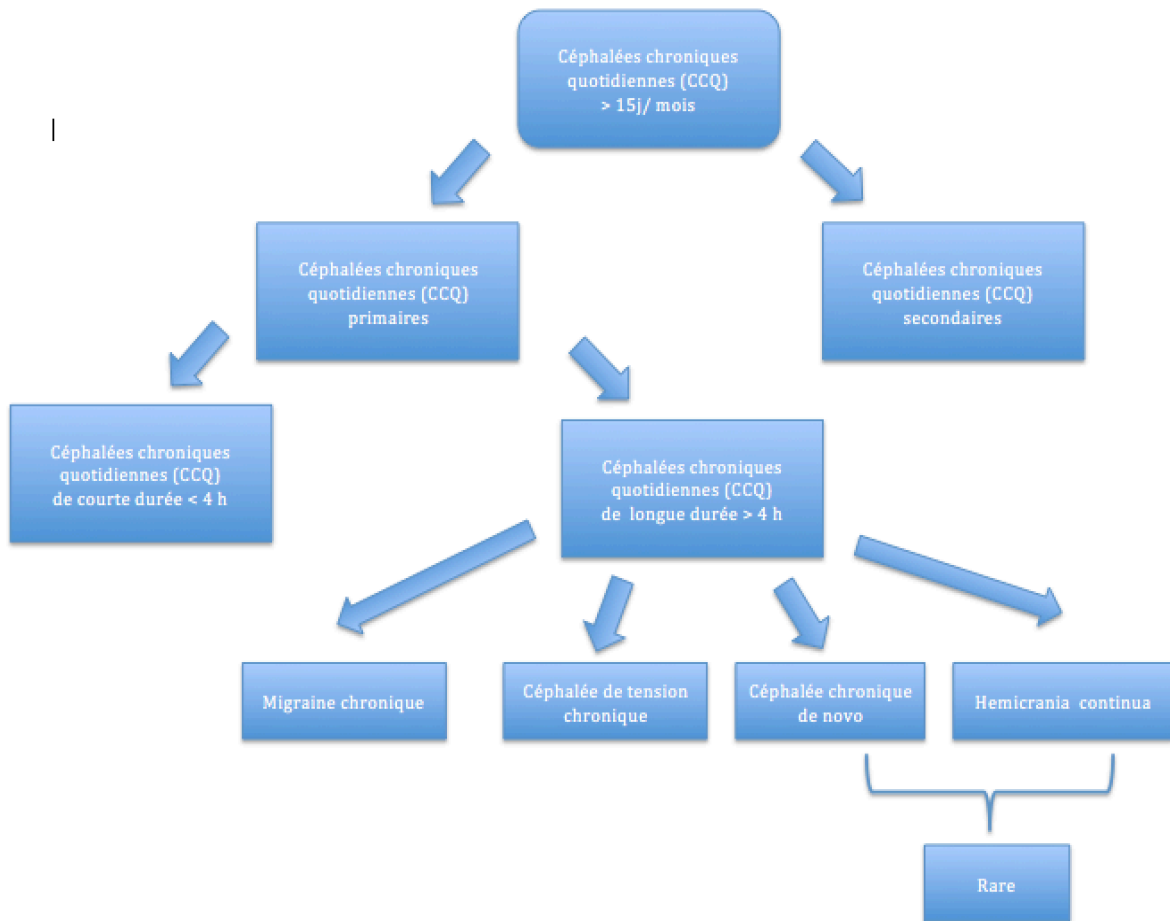 Céphalées chroniques
quotidiennes (CCQ)
> 15j/ mois
Céphalées chroniques
quotidiennes (CCQ)
primaires
Céphalées chroniques
quotidiennes (CCQ)
secondaires
Céphalées chroniques
quotidiennes (CCQ)
de courte durée < 4 h
Céphalées chroniques
quotidiennes (CCQ)
de longue durée > 4 h
Migraine chronique
Céphalée de tension
chronique
Céphalée chronique
de novo
Hemicrania continua
Rare